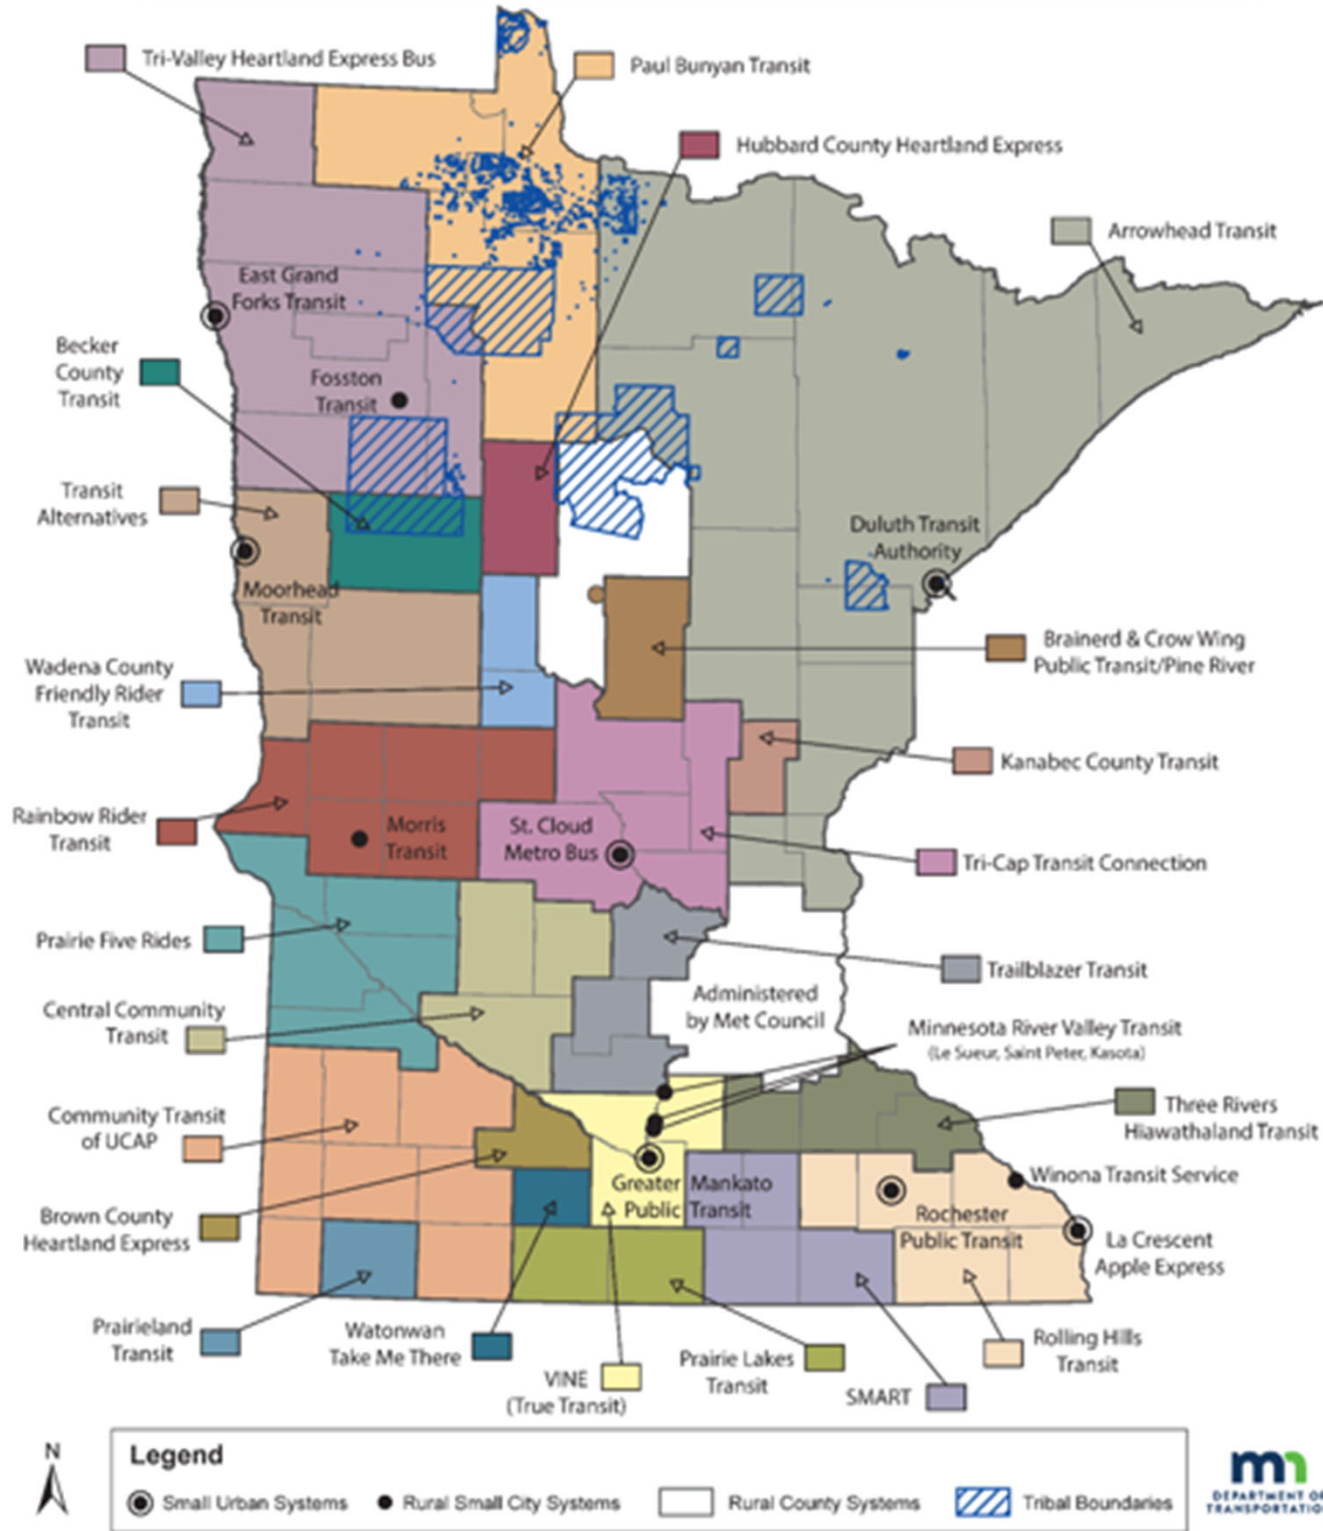 Tri-Valley Heartland Express Bus
Paul Bunyan Transit
Hubbard County Heartland Express
Arrowhead Transit
East Grand
Forks Transit
Becker
County
Transit
Fosston
Transit
Transit
Alternatives
Duluth Transit
Authority
Moorhead
Transit
Brainerd & Crow Wing
Public Transit/Pine River
Wadena County
Friendly Rider
Transit
Kanabec County Transit
Rainbow Rider
Transit
Morris
Transit
St. Cloud
Metro Bus
Tri-Cap Transit Connection
Prairie Five Rides
Trailblazer Transit
Central Community
Transit
Administered
by Met Council
Minnesota River Valley Transit
(Le Sueur, Saint Peter, Kasota)
Community Transit
of UCAP
Three Rivers
Hiawathaland Transit
Winona Transit Service
Greater Mankato
Public Transit
Brown County
Heartland Express
Rochester
Public Transit
La Crescent
Apple Express
Prairieland
Transit
Watonwan
Take Me There
VINE
(True Transit)
Prairie Lakes
Transit
SMART
Rolling Hills
Transit
N
Legend
Small Urban Systems
Rural Small City Systems
Rural County Systems
Tribal Boundaries
mn
DEPARTMENT OF
TRANSPORTATION